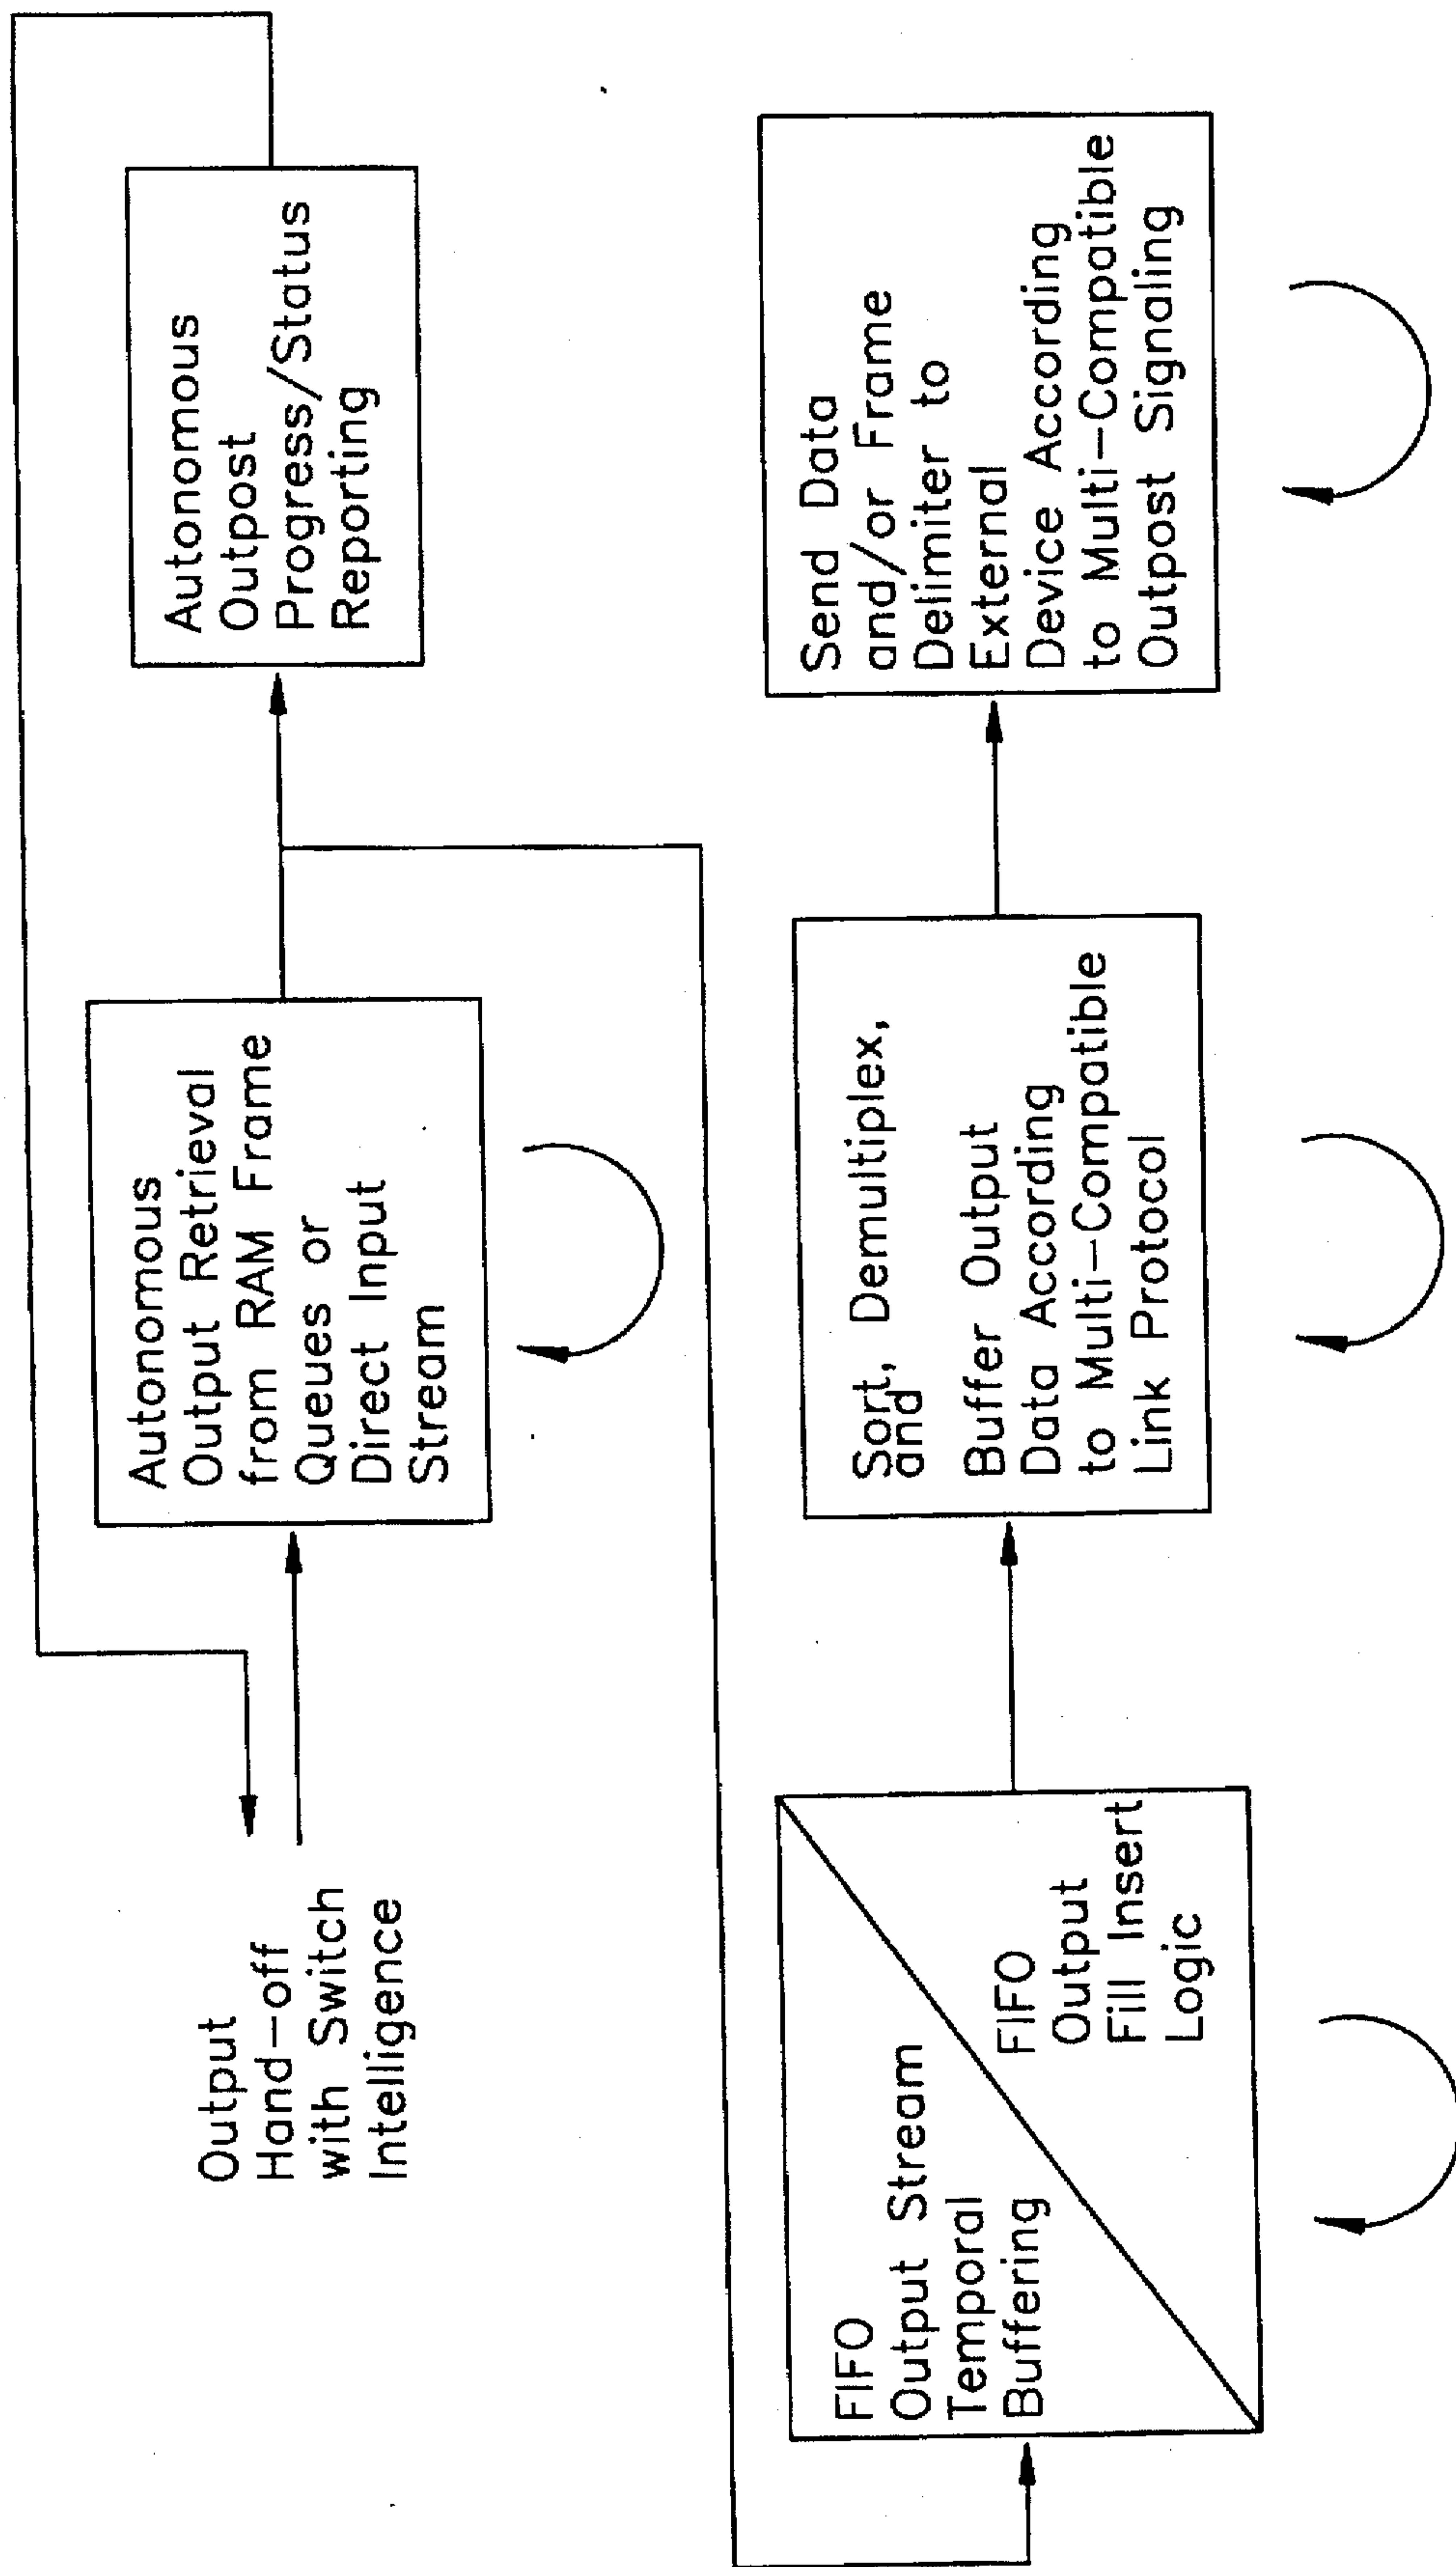 Output
Hand-off
with Switch
Intelligence
Autonomous
Output Retrieval
from RAM Frame
Queues or
Direct Input
Stream
Autonomous
Outpost
Progress/Status
Reporting
FIFO
Output Stream
Temporal
Buffering
FIFO
Output
Fill Insert
Logic
Sort, Demultiplex,
and
Buffer Output
Data According
to Multi-Compatible
Link Protocol
Send Data
and/or Frame
Delimiter to
External
Device According
to Multi-Compatible
Outpost Signaling